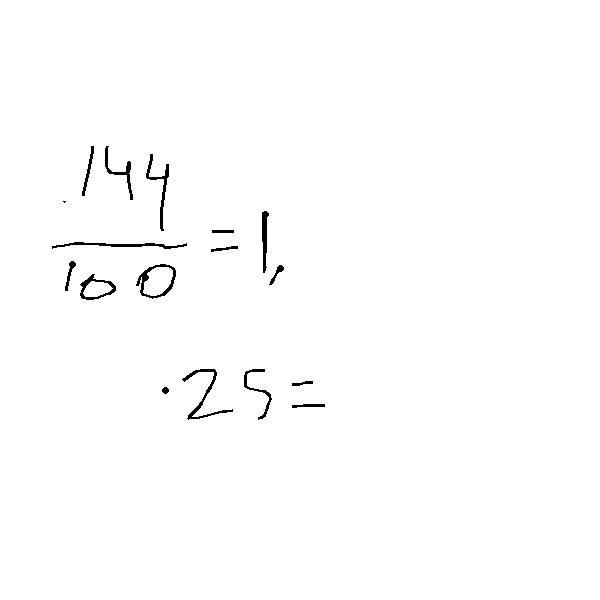 144
100 = 1,
·25=